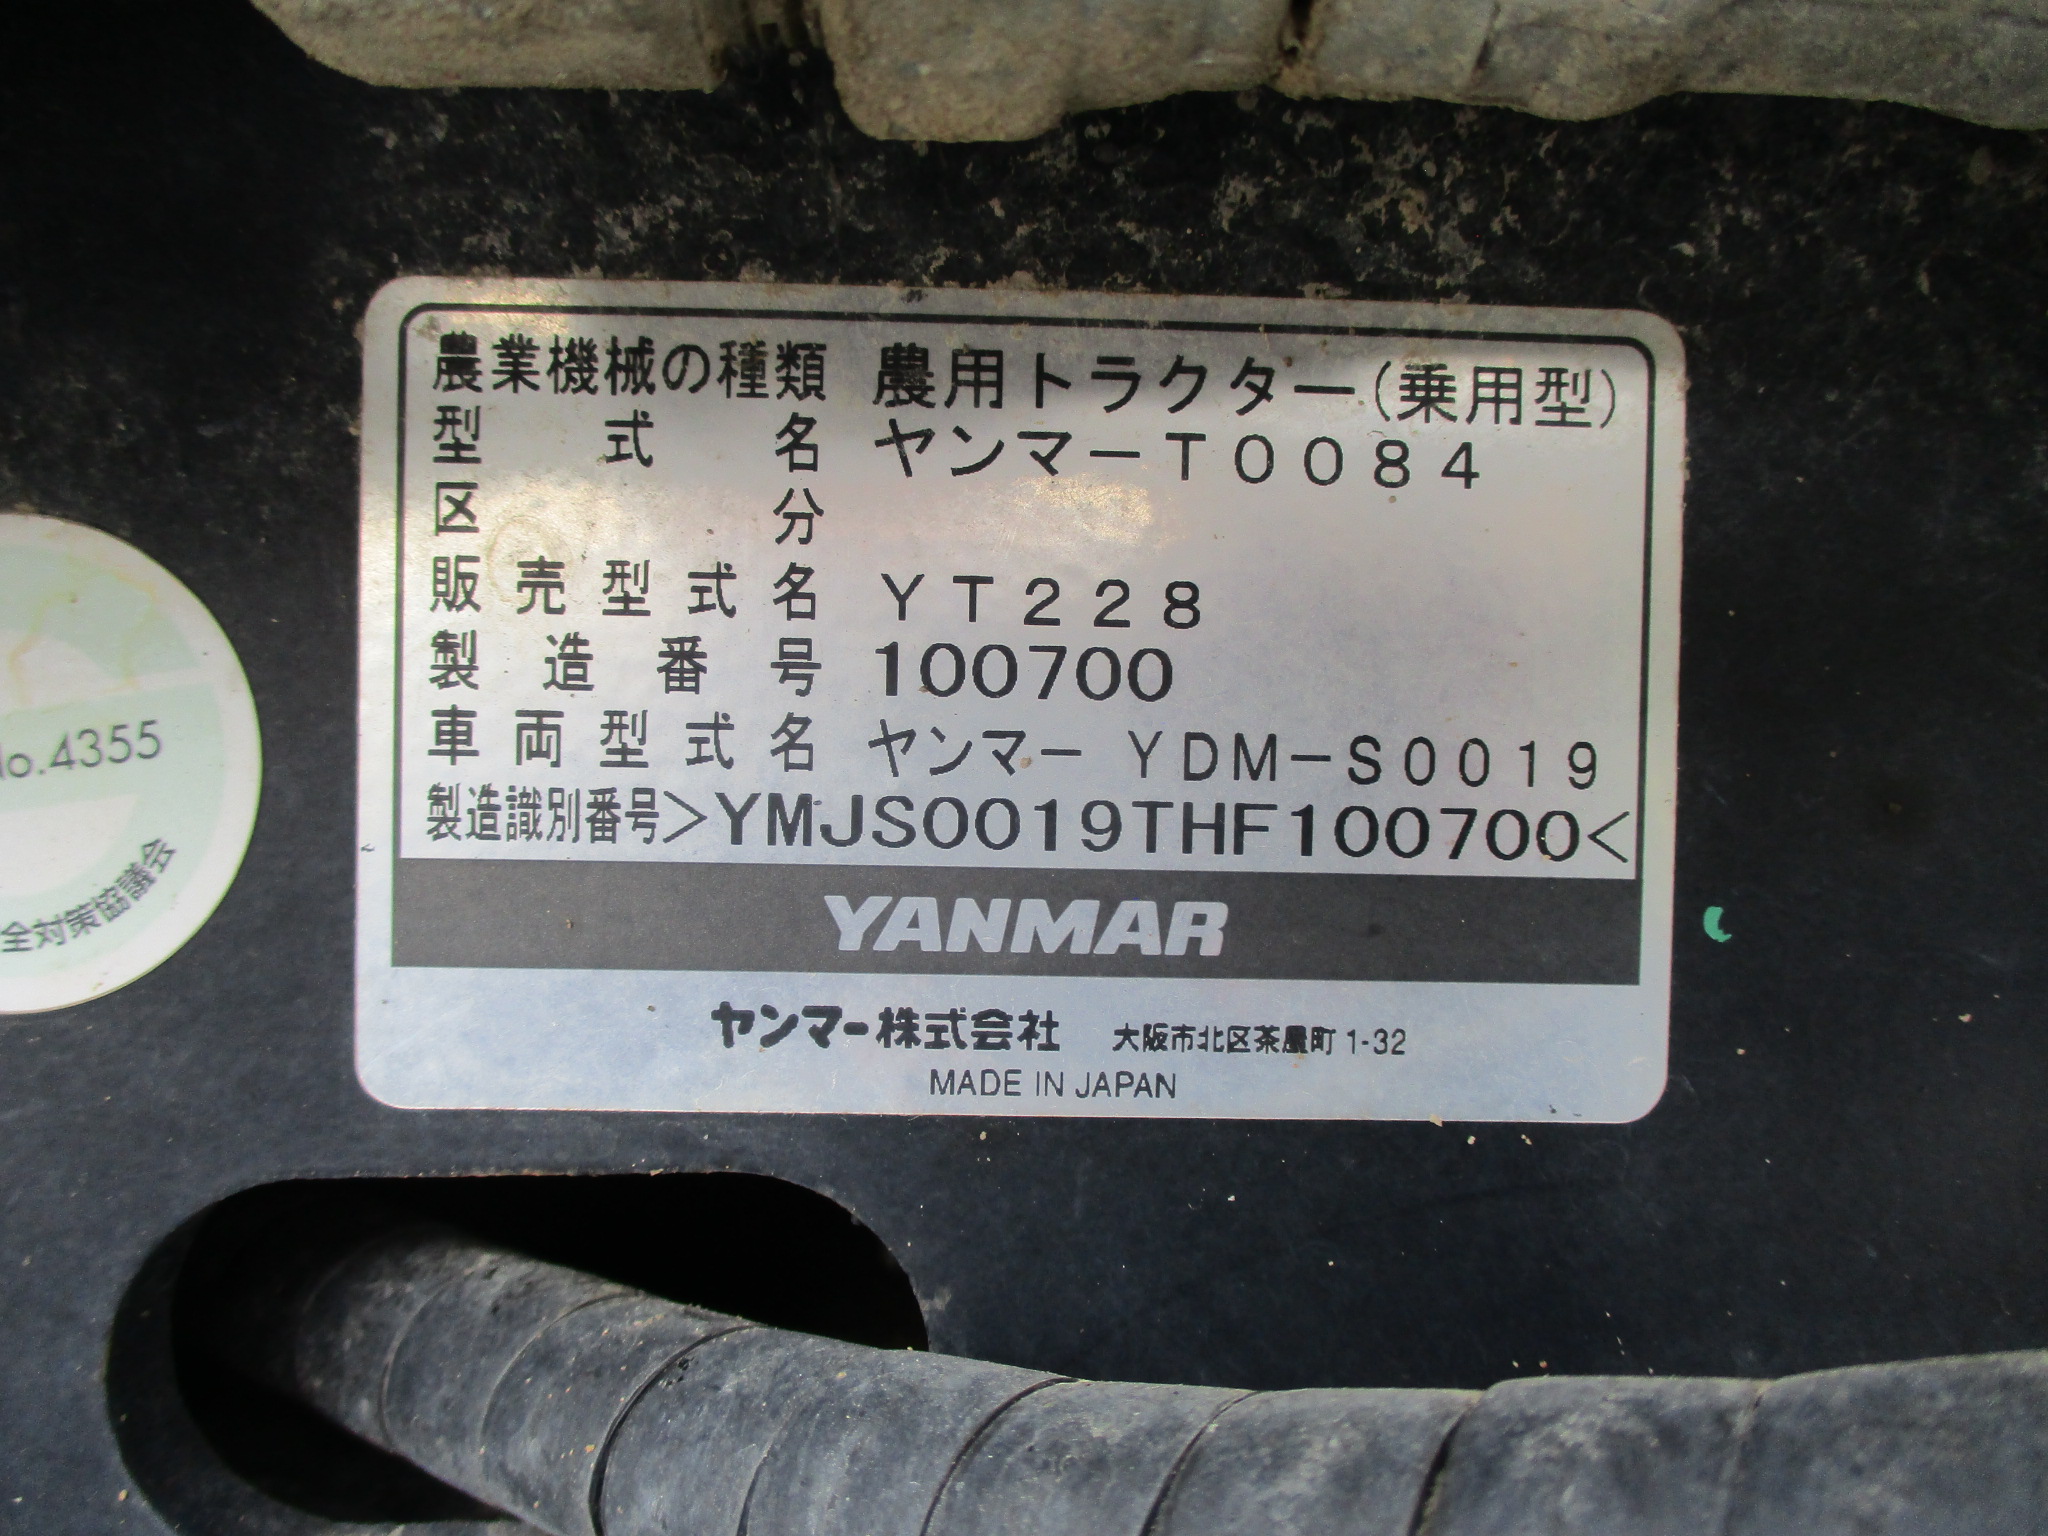 農業機械の種類 農用トラクター(乗用型)
型式名 ヤンマーT0084
区分
販売型式名 YT228
製造番号 100700
車両型式名 ヤンマー YDM-S0019
製造識別番号>YMJS0019THF100700<
YANMAR
ヤンマー株式会社 大阪市北区茶屋町 1-32
MADE IN JAPAN
No.4355
全対策協議会